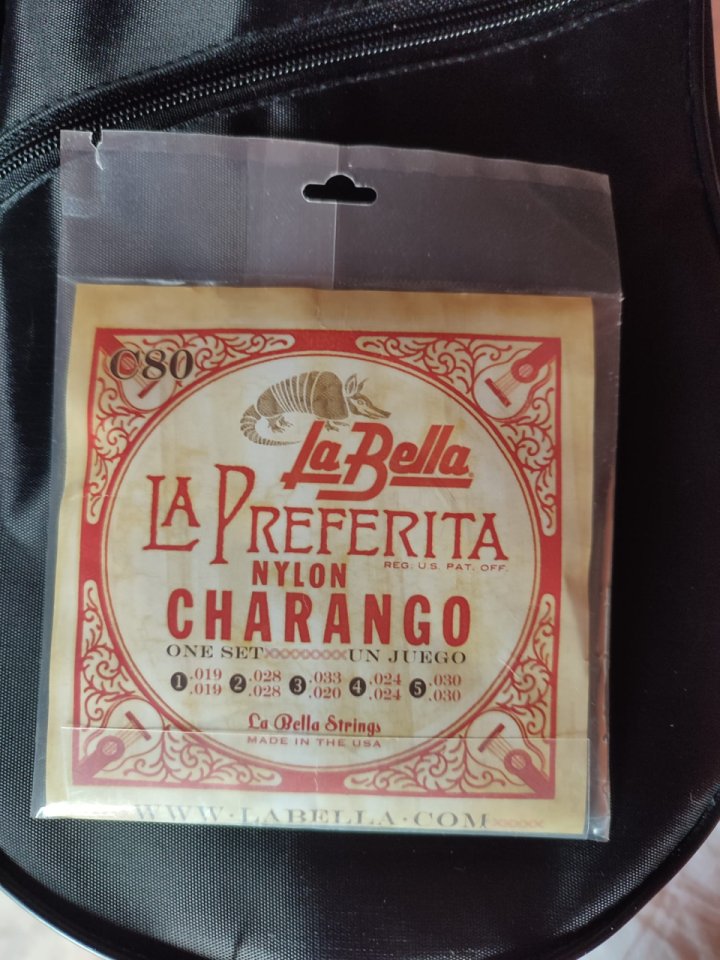 C80
La Bella
LA PREFERITA
REG. U.S. PAT. OFF.
NYLON
CHARANGO
ONE SET×××××××UN JUEGO
1 .019 2 .028 3 .033 4 .024 5 .030
.019 .028 .020 .024 .030
La Bella Strings
MADE IN THE USA
WWW·LABELLA·COM